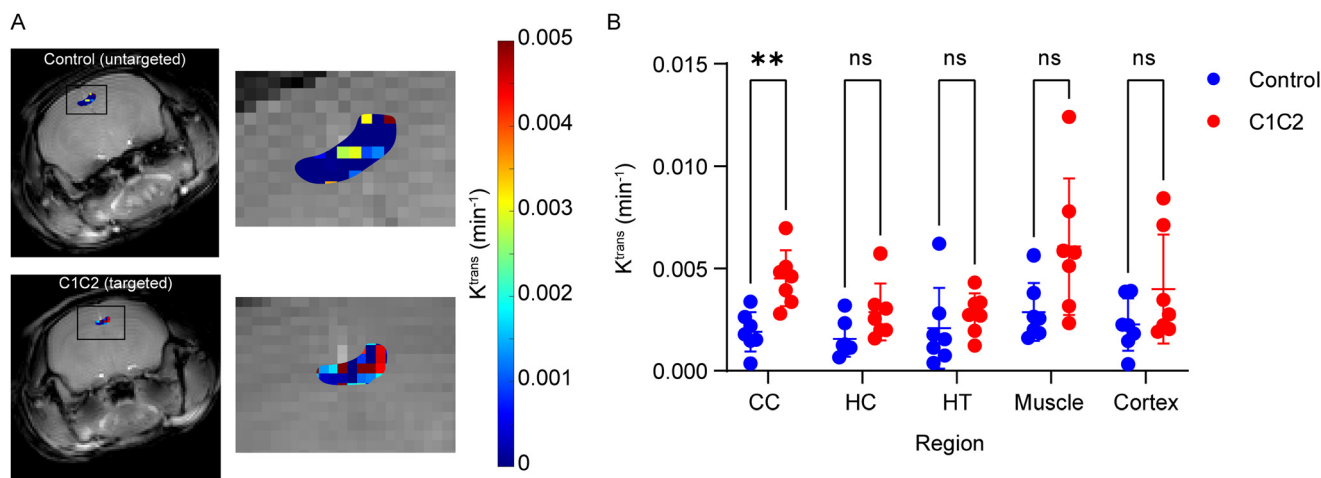 A
Control (untargeted)
C1C2 (targeted)
0.005
0.004
0.003
0.002
0.001
0
Kᵗʳᵃⁿˢ (min⁻¹)
B
** ns ns ns ns
Control
C1C2
0.015
0.010
0.005
0.000
Kᵗʳᵃⁿˢ (min⁻¹)
CC HC HT Muscle Cortex
Region